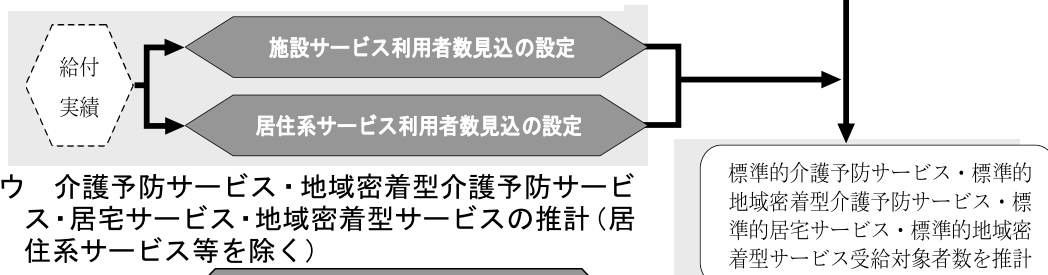 給付
実績
施設サービス利用者数見込の設定
居住系サービス利用者数見込の設定
ウ　介護予防サービス・地域密着型介護予防サービ
ス・居宅サービス・地域密着型サービスの推計（居
住系サービス等を除く）
標準的介護予防サービス・標準的
地域密着型介護予防サービス・標
準的居宅サービス・標準的地域密
着型サービス受給対象者数を推計